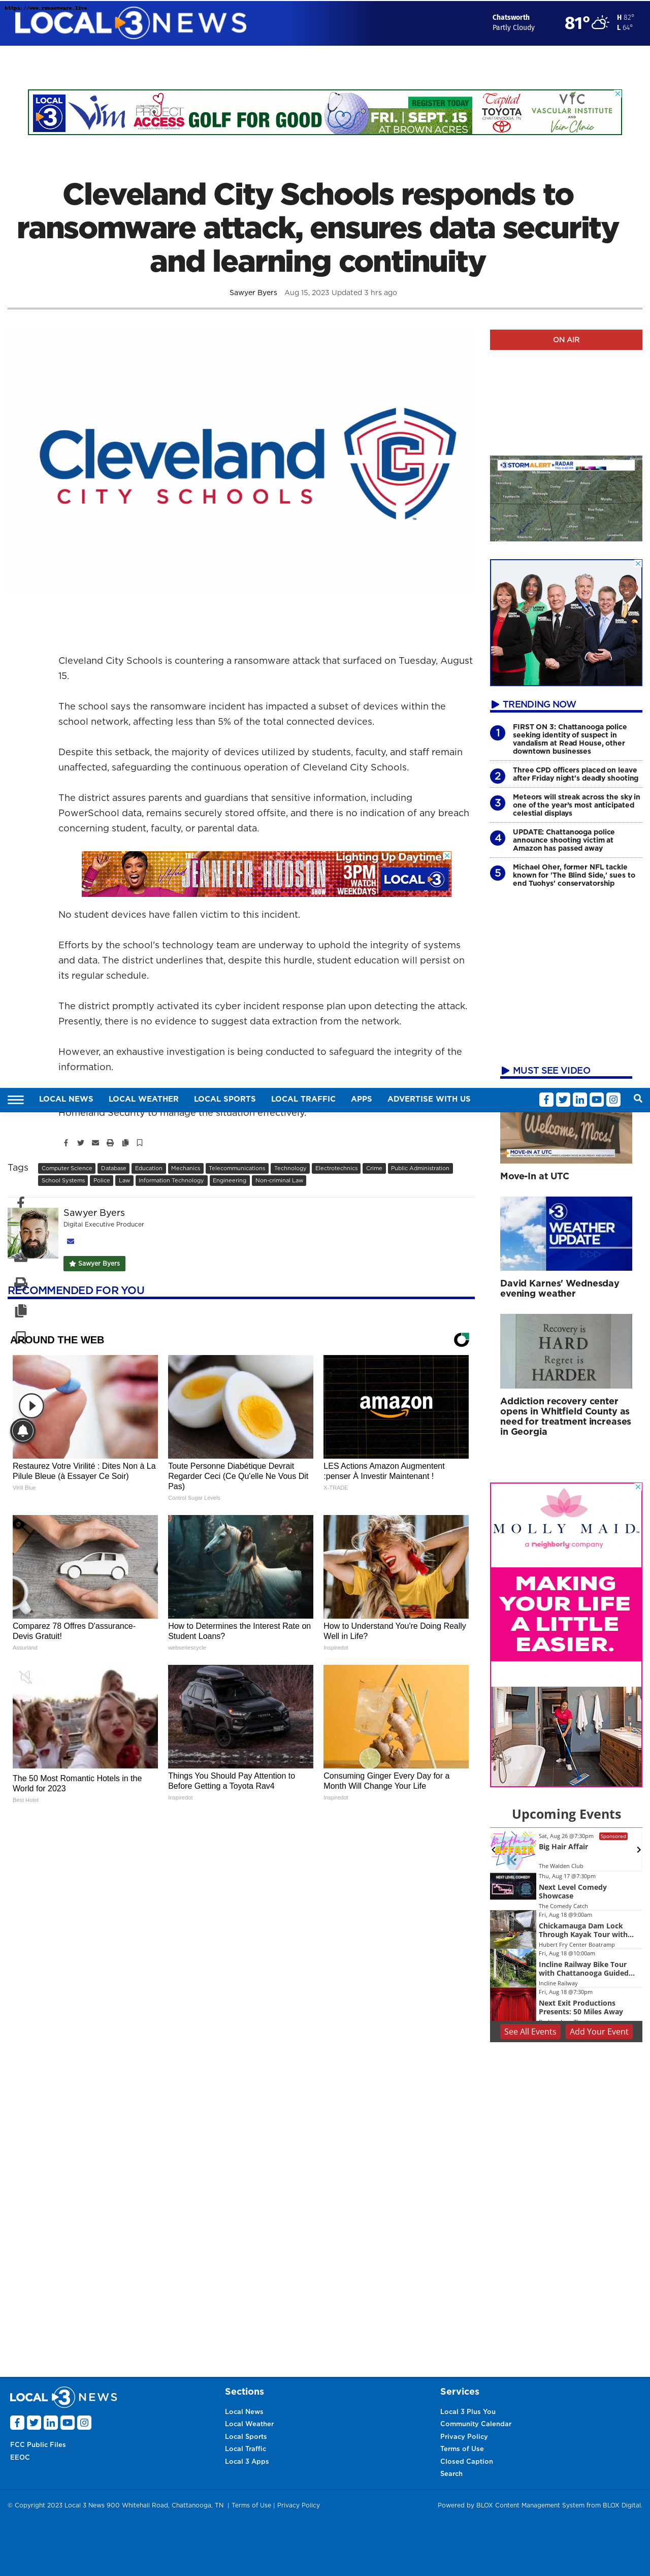 LOCAL 3 NEWS
Chatsworth
Partly Cloudy
81°
H 82°
L 64°
LOCAL 3
Vim
PROJECT
ACCESS
GOLF FOR GOOD
REGISTER TODAY
FRI. | SEPT. 15
AT BROWN ACRES
Capital
TOYOTA
CHATTANOOGA, TN
VIC
VASCULAR INSTITUTE
AND
Vein Clinic
Cleveland City Schools responds to
ransomware attack, ensures data security
and learning continuity
Sawyer Byers Aug 15, 2023 Updated 3 hrs ago
ON AIR
Cleveland
CITY SCHOOLS
3 STORM ALERT RADAR
Cleveland City Schools is countering a ransomware attack that surfaced on Tuesday, August
15.
The school says the ransomware incident has impacted a subset of devices within the
school network, affecting less than 5% of the total connected devices.
Despite this setback, the majority of devices utilized by students, faculty, and staff remain
unaffected, safeguarding the continuous operation of Cleveland City Schools.
The district assures parents and guardians that sensitive information, including
PowerSchool data, remains securely stored offsite, and there is no indication of any breach
concerning student, faculty, or parental data.
The JENNIFER HUDSON SHOW
Lighting Up Daytime
3PM
WATCH
WEEKDAYS
LOCAL 3
No student devices have fallen victim to this incident.
Efforts by the school's technology team are underway to uphold the integrity of systems
and data. The district underlines that, despite this hurdle, student education will persist on
its regular schedule.
The district promptly activated its cyber incident response plan upon detecting the attack.
Presently, there is no evidence to suggest data extraction from the network.
However, an exhaustive investigation is being conducted to safeguard the integrity of the
information.
TRENDING NOW
1 FIRST ON 3: Chattanooga police
seeking identity of suspect in
vandalism at Read House, other
downtown businesses
2 Three CPD officers placed on leave
after Friday night's deadly shooting
3 Meteors will streak across the sky in
one of the year's most anticipated
celestial displays
4 UPDATE: Chattanooga police
announce shooting victim at
Amazon has passed away
5 Michael Oher, former NFL tackle
known for 'The Blind Side,' sues to
end Tuohys' conservatorship
MUST SEE VIDEO
LOCAL NEWS LOCAL WEATHER LOCAL SPORTS LOCAL TRAFFIC APPS ADVERTISE WITH US
Homeland Security to manage the situation effectively.
Tags
Computer Science Database Education Mechanics Telecommunications Technology Electrotechnics Crime Public Administration
School Systems Police Law Information Technology Engineering Non-criminal Law
Sawyer Byers
Digital Executive Producer
Sawyer Byers
RECOMMENDED FOR YOU
Welcome, Mocs!
MOVE-IN AT UTC
Move-In at UTC
3 WEATHER
UPDATE
David Karnes' Wednesday
evening weather
Recovery is
HARD
Regret is
HARDER
Addiction recovery center
opens in Whitfield County as
need for treatment increases
in Georgia
AROUND THE WEB
amazon
Restaurez Votre Virilité : Dites Non à La
Pilule Bleue (à Essayer Ce Soir)
Viril Blue
Toute Personne Diabétique Devrait
Regarder Ceci (Ce Qu'elle Ne Vous Dit
Pas)
Control Sugar Levels
LES Actions Amazon Augmentent
:penser À Investir Maintenant !
X-TRADE
Comparez 78 Offres D'assurance-
Devis Gratuit!
Assurland
How to Determines the Interest Rate on
Student Loans?
webseriescycle
How to Understand You're Doing Really
Well in Life?
Inspiredot
The 50 Most Romantic Hotels in the
World for 2023
Best Hotel
Things You Should Pay Attention to
Before Getting a Toyota Rav4
Inspiredot
Consuming Ginger Every Day for a
Month Will Change Your Life
Inspiredot
MOLLY MAID
a neighborly company
MAKING
YOUR LIFE
A LITTLE
EASIER.
Upcoming Events
Sat, Aug 26 @7:30pm Sponsored
Big Hair Affair
The Walden Club
Thu, Aug 17 @7:30pm
Next Level Comedy
Showcase
The Comedy Catch
Fri, Aug 18 @9:00am
Chickamauga Dam Lock
Through Kayak Tour with...
Hubert Fry Center Boatramp
Fri, Aug 18 @10:00am
Incline Railway Bike Tour
with Chattanooga Guided...
Incline Railway
Fri, Aug 18 @7:30pm
Next Exit Productions
Presents: 50 Miles Away
See All Events Add Your Event
LOCAL 3 NEWS
FCC Public Files
EEOC
Sections
Local News
Local Weather
Local Sports
Local Traffic
Local 3 Apps
Services
Local 3 Plus You
Community Calendar
Privacy Policy
Terms of Use
Closed Caption
Search
© Copyright 2023 Local 3 News 900 Whitehall Road, Chattanooga, TN | Terms of Use | Privacy Policy
Powered by BLOX Content Management System from BLOX Digital.